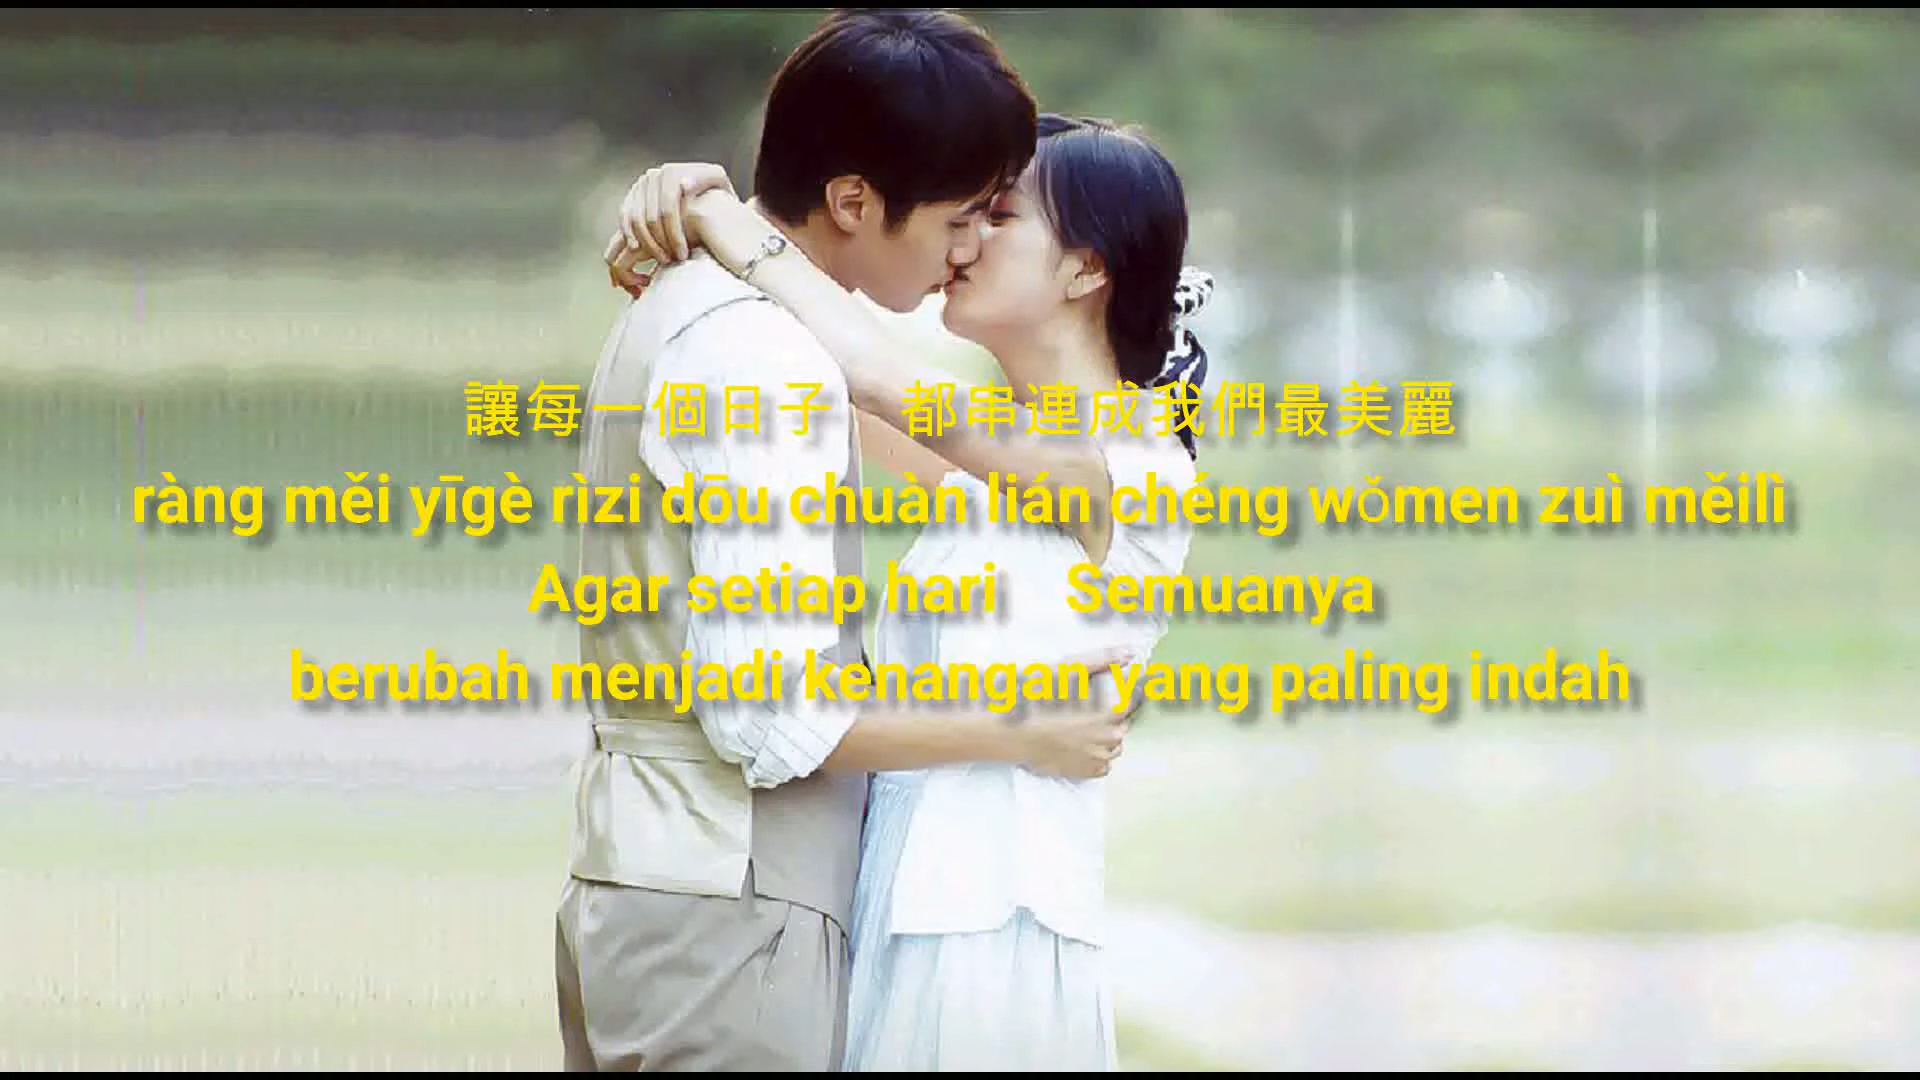 讓每一個日子　都串連成我們最美麗
ràng měi yīgè rìzi dōu chuàn lián chéng wǒmen zuì měilì
Agar setiap hari　Semuanya
berubah menjadi kenangan yang paling indah